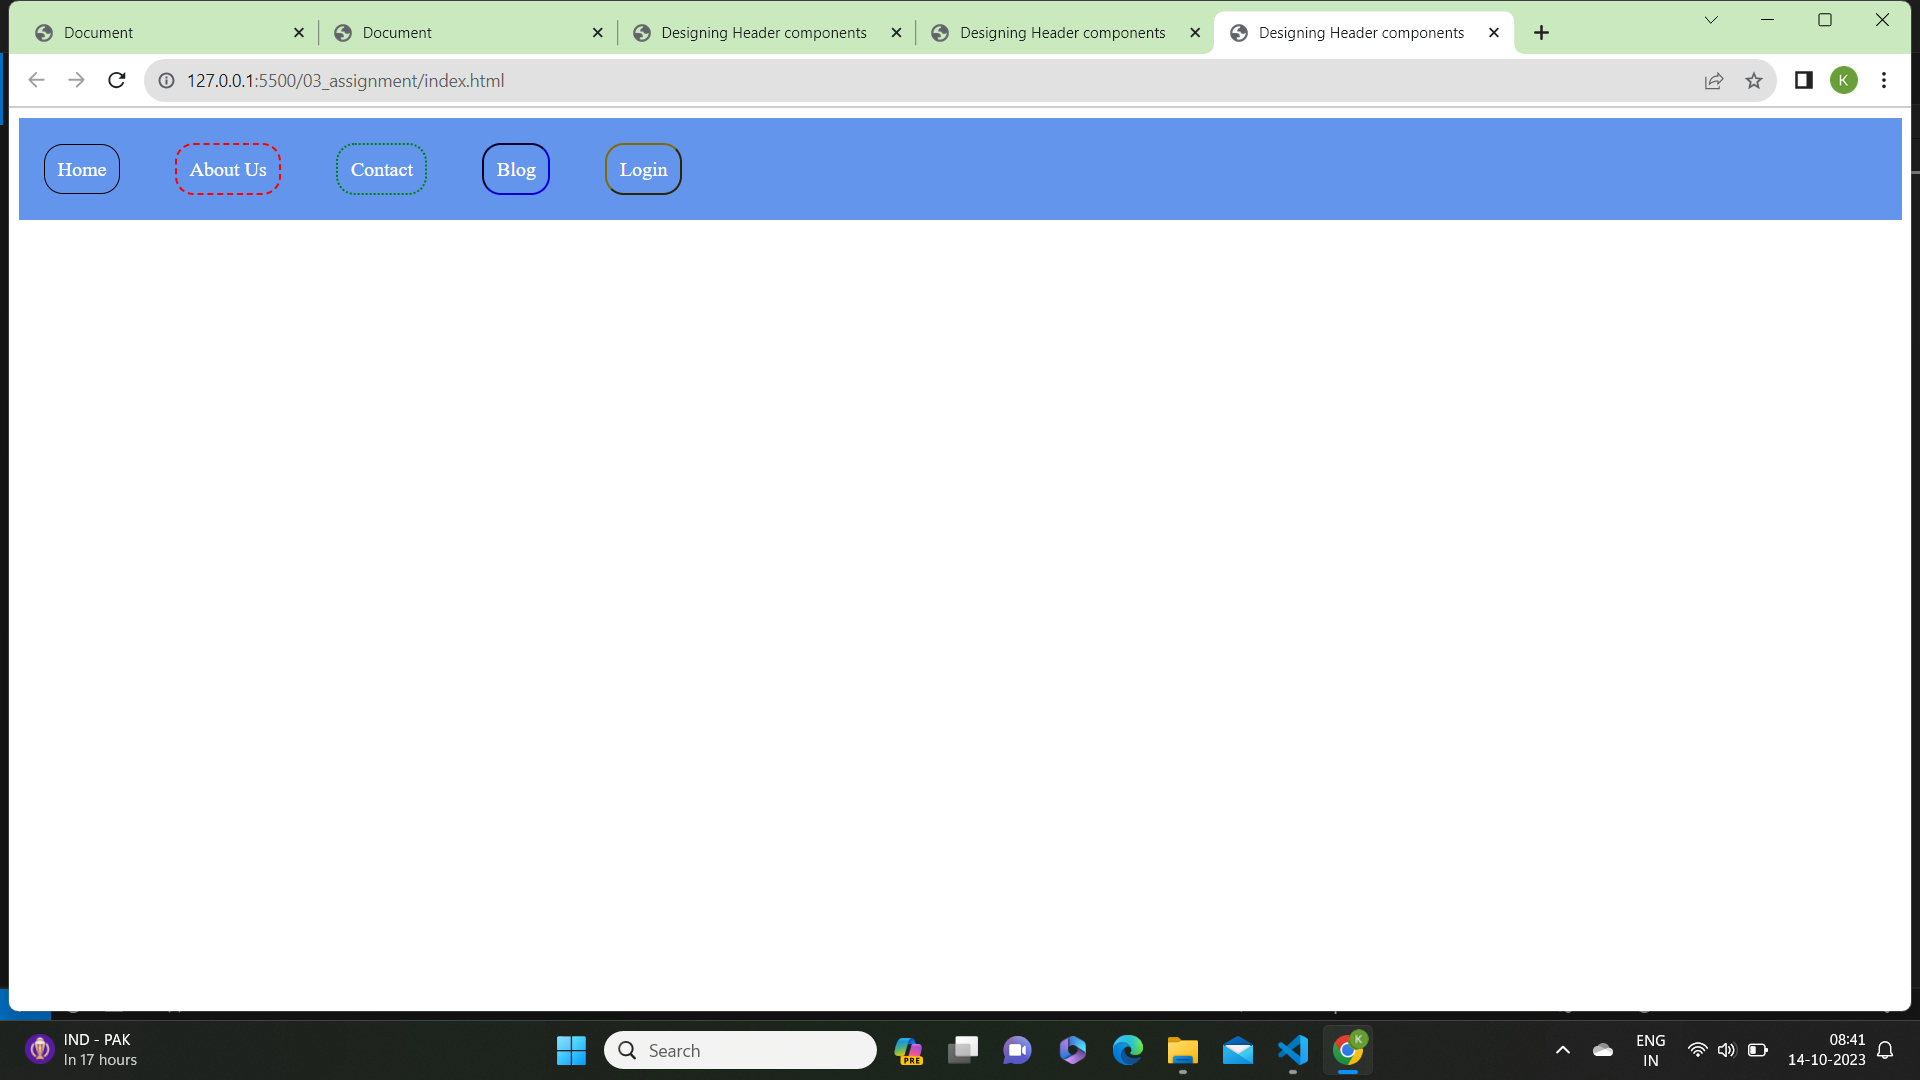 Document
Document
Designing Header components
Designing Header components
Designing Header components
127.0.0.1:5500/03_assignment/index.html
K
Home
About Us
Contact
Blog
Login
IND - PAK
In 17 hours
Search
PRE
K
ENG
IN
08:41
14-10-2023